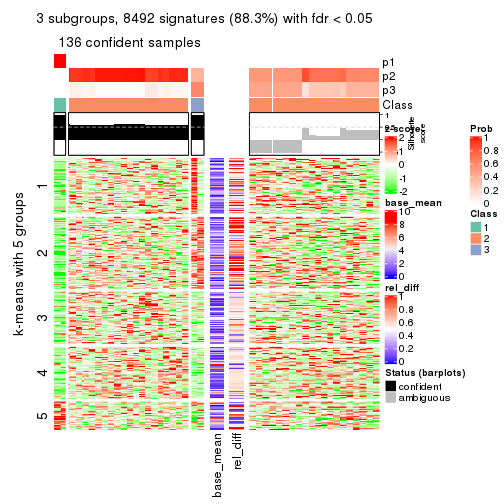 3 subgroups, 8492 signatures (88.3%) with fdr < 0.05
136 confident samples
p1
p2
p3
Class
1
Silhouette
score
k-means with 5 groups
1
2
3
4
5
base_mean
rel_diff
z-score
2
1
0
-1
-2
base_mean
10
8
6
4
2
0
rel_diff
1
0.8
0.6
0.4
0.2
0
Status (barplots)
confident
ambiguous
Prob
1
0.8
0.6
0.4
0.2
0
Class
1
2
3